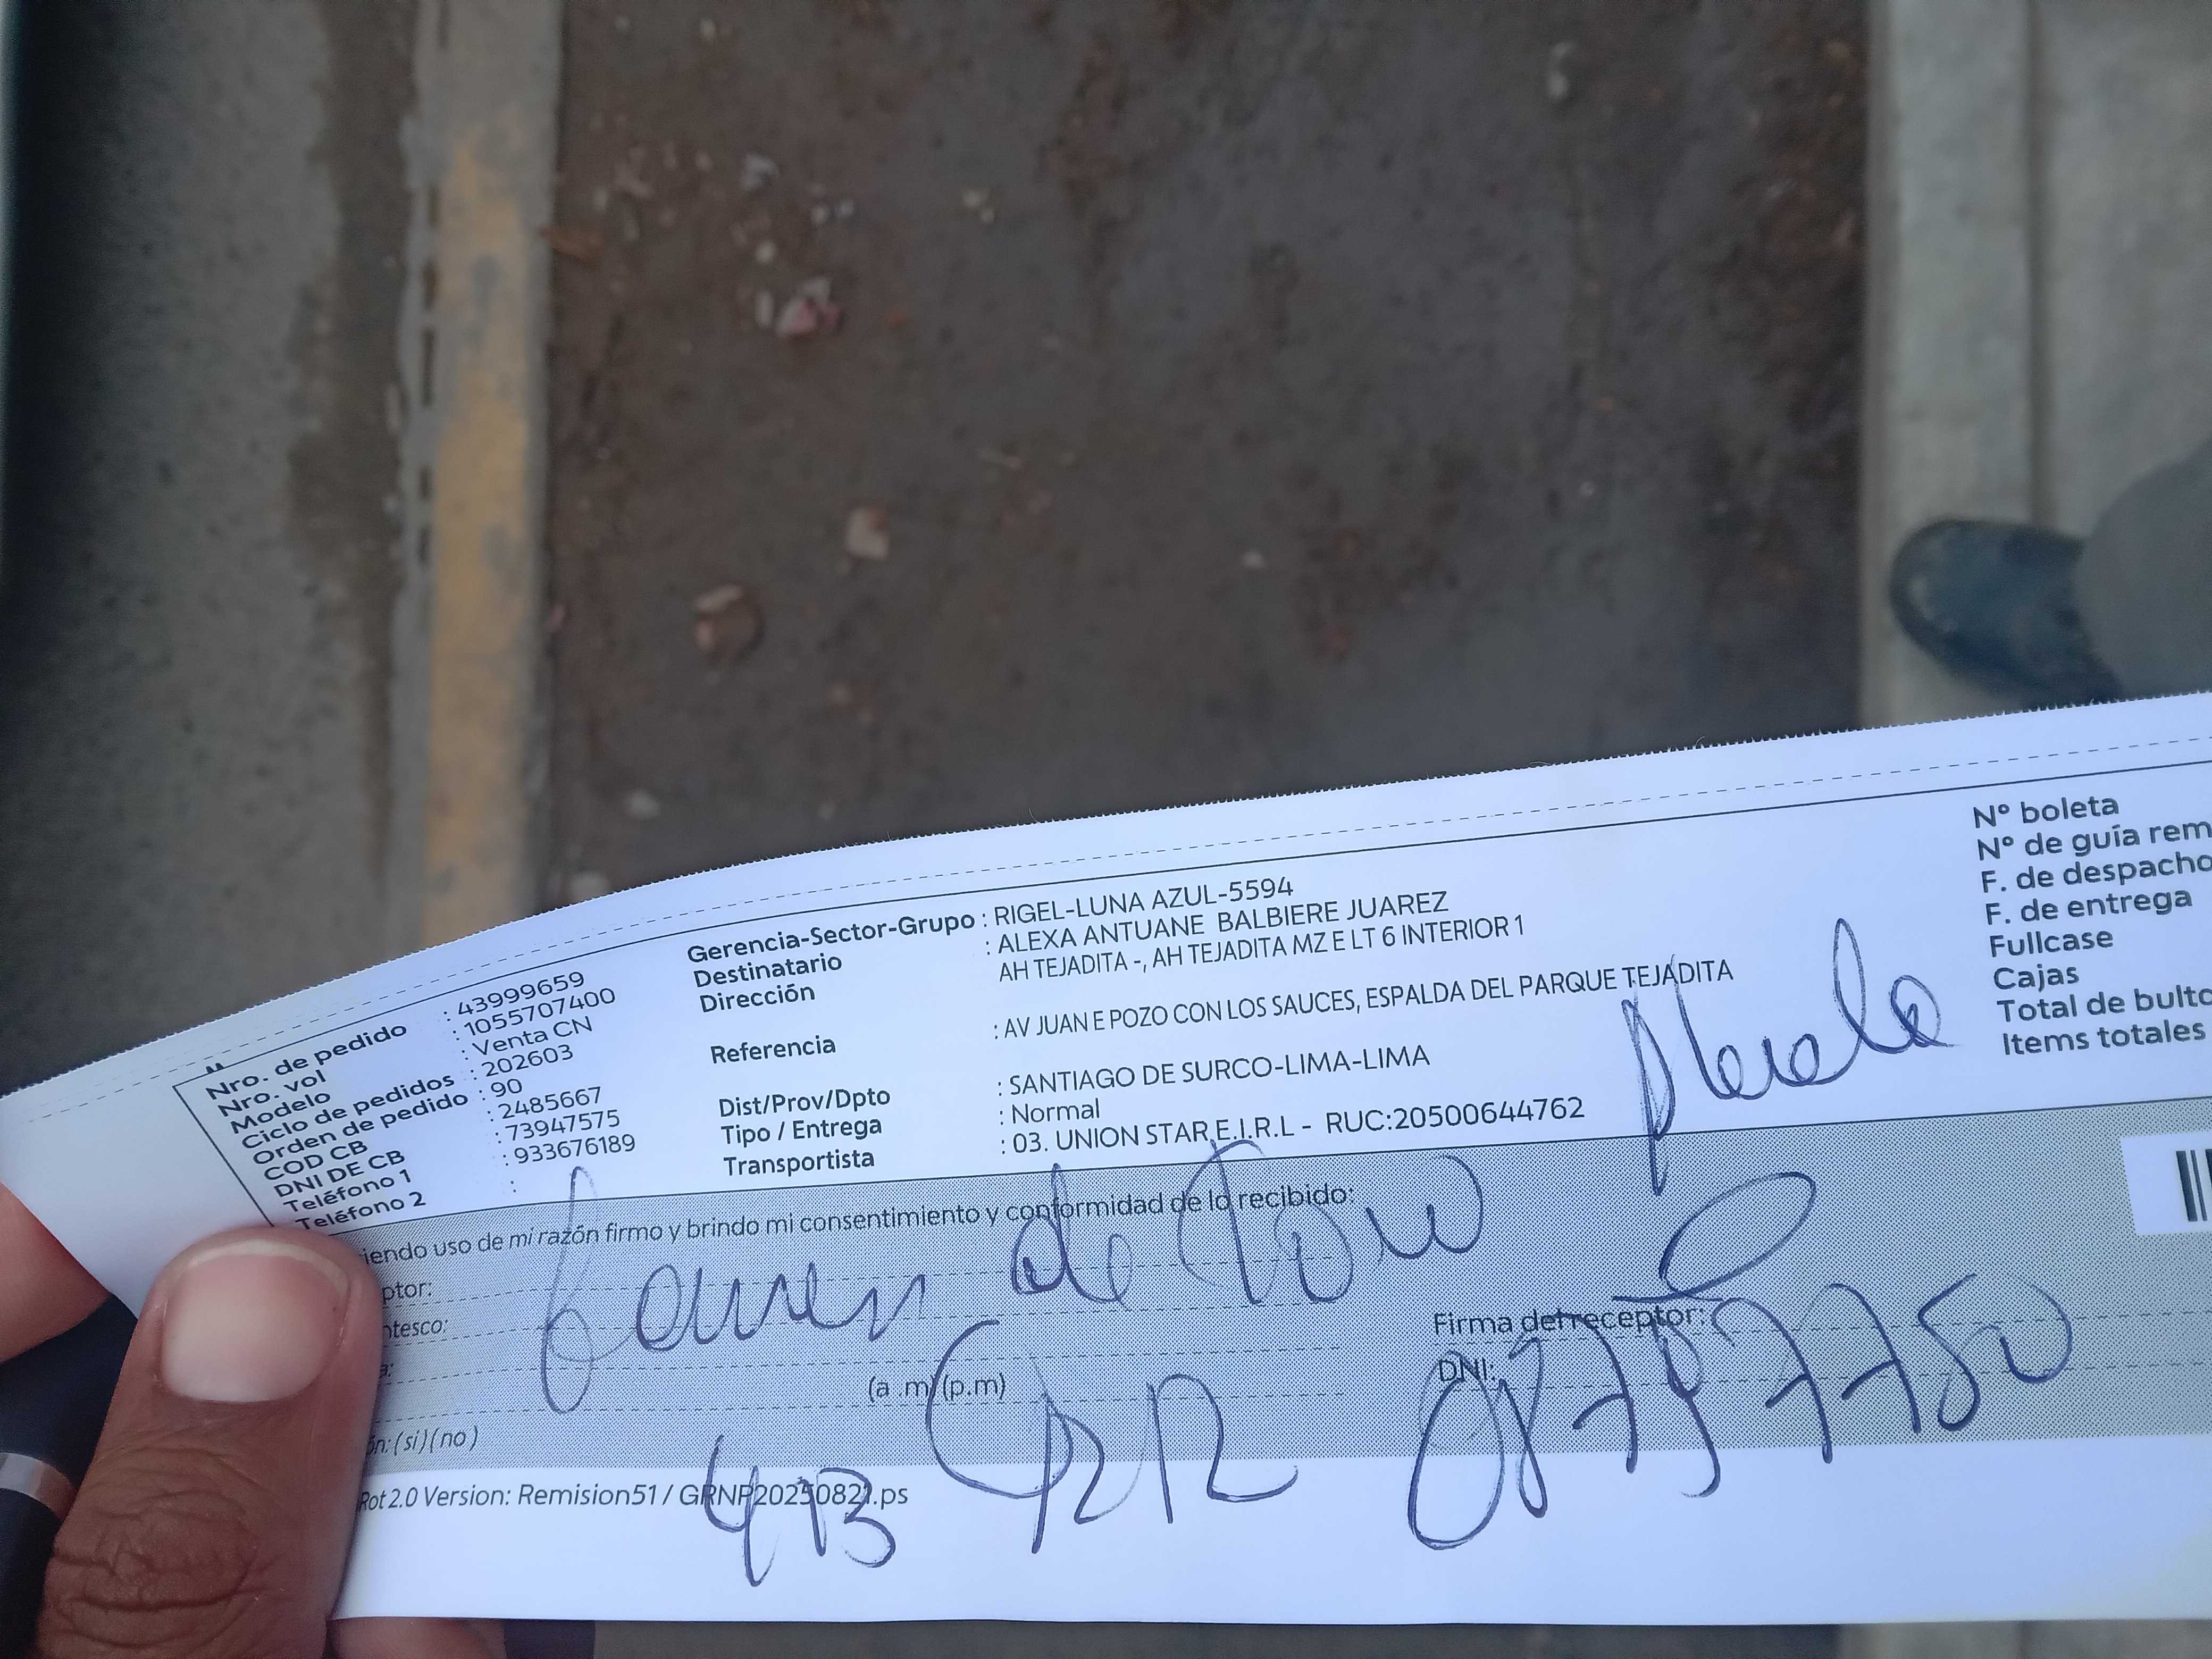 Nro. de pedido : 43999659
Nro. vol : 1055707400
Modelo : Venta CN
Ciclo de pedidos : 202603
Orden de pedido : 90
COD CB : 2485667
DNI DE CB : 73947575
Teléfono 1 : 933676189
Teléfono 2 :
Gerencia-Sector-Grupo : RIGEL-LUNA AZUL-5594
Destinatario : ALEXA ANTUANE BALBIERE JUAREZ
Dirección AH TEJADITA -, AH TEJADITA MZ E LT 6 INTERIOR 1
Referencia : AV JUAN E POZO CON LOS SAUCES, ESPALDA DEL PARQUE TEJADITA
Dist/Prov/Dpto : SANTIAGO DE SURCO-LIMA-LIMA
Tipo / Entrega : Normal
Transportista : 03. UNION STAR E.I.R.L - RUC:20500644762
Nº boleta
Nº de guía rem
F. de despacho
F. de entrega
Fullcase
Cajas
Total de bulto
Items totales
iendo uso de mi razón firmo y brindo mi consentimiento y conformidad de lo recibido:
ptor:
ntesco:
a:
(a .m) (p.m)
Firma del receptor:
DNI:
ón: (si) (no)
Rot 2.0 Version: Remision51 / GRNP20250821.ps